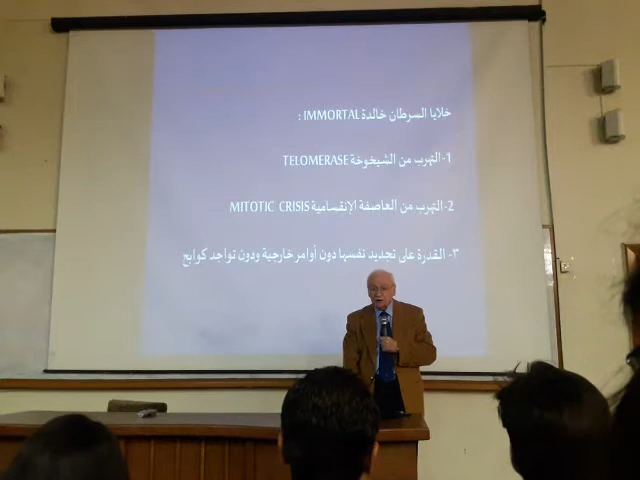 خلايا السرطان خالدة IMMORTAL :
1- التهرب من الشيخوخة TELOMERASE
2- التهرب من العاصفة الإنقسامية MITOTIC CRISIS
٣- القدرة على تجديد نفسها دون أوامر خارجية ودون تواجد كوابح